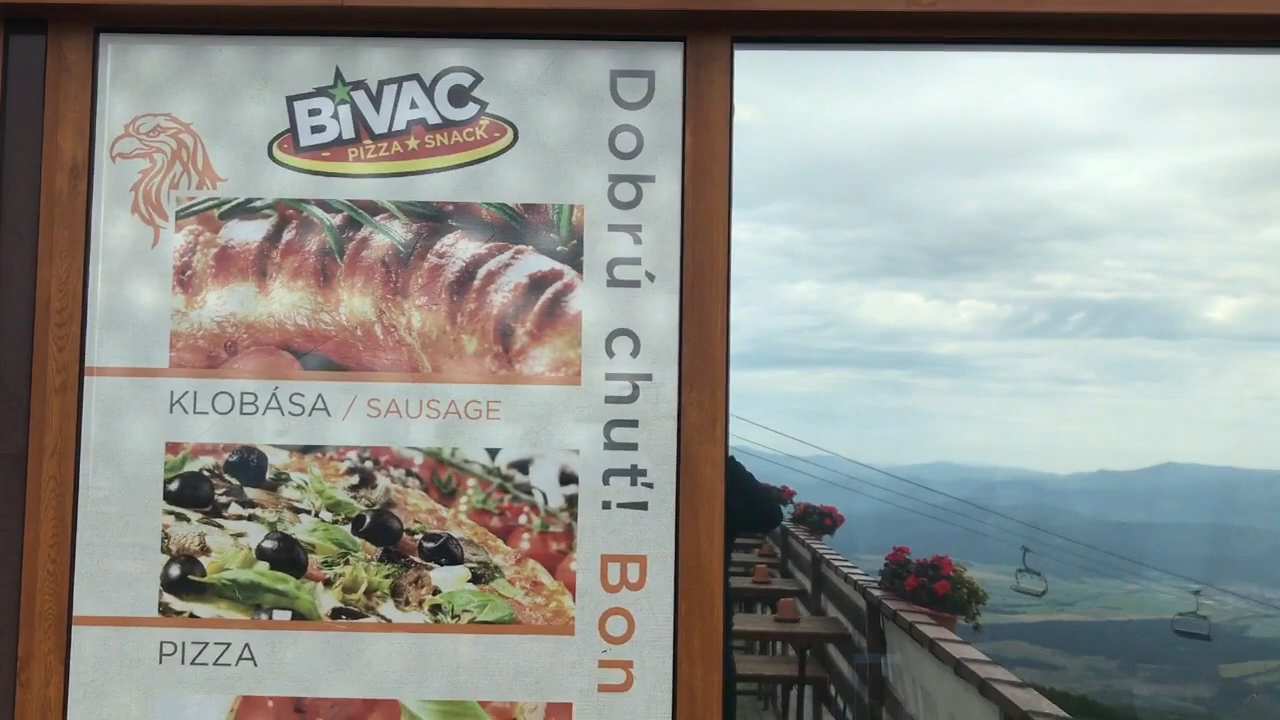 BiVAC
PIZZA SNACK
KLOBÁSA / SAUSAGE
PIZZA
Dobrú chuť! Bon